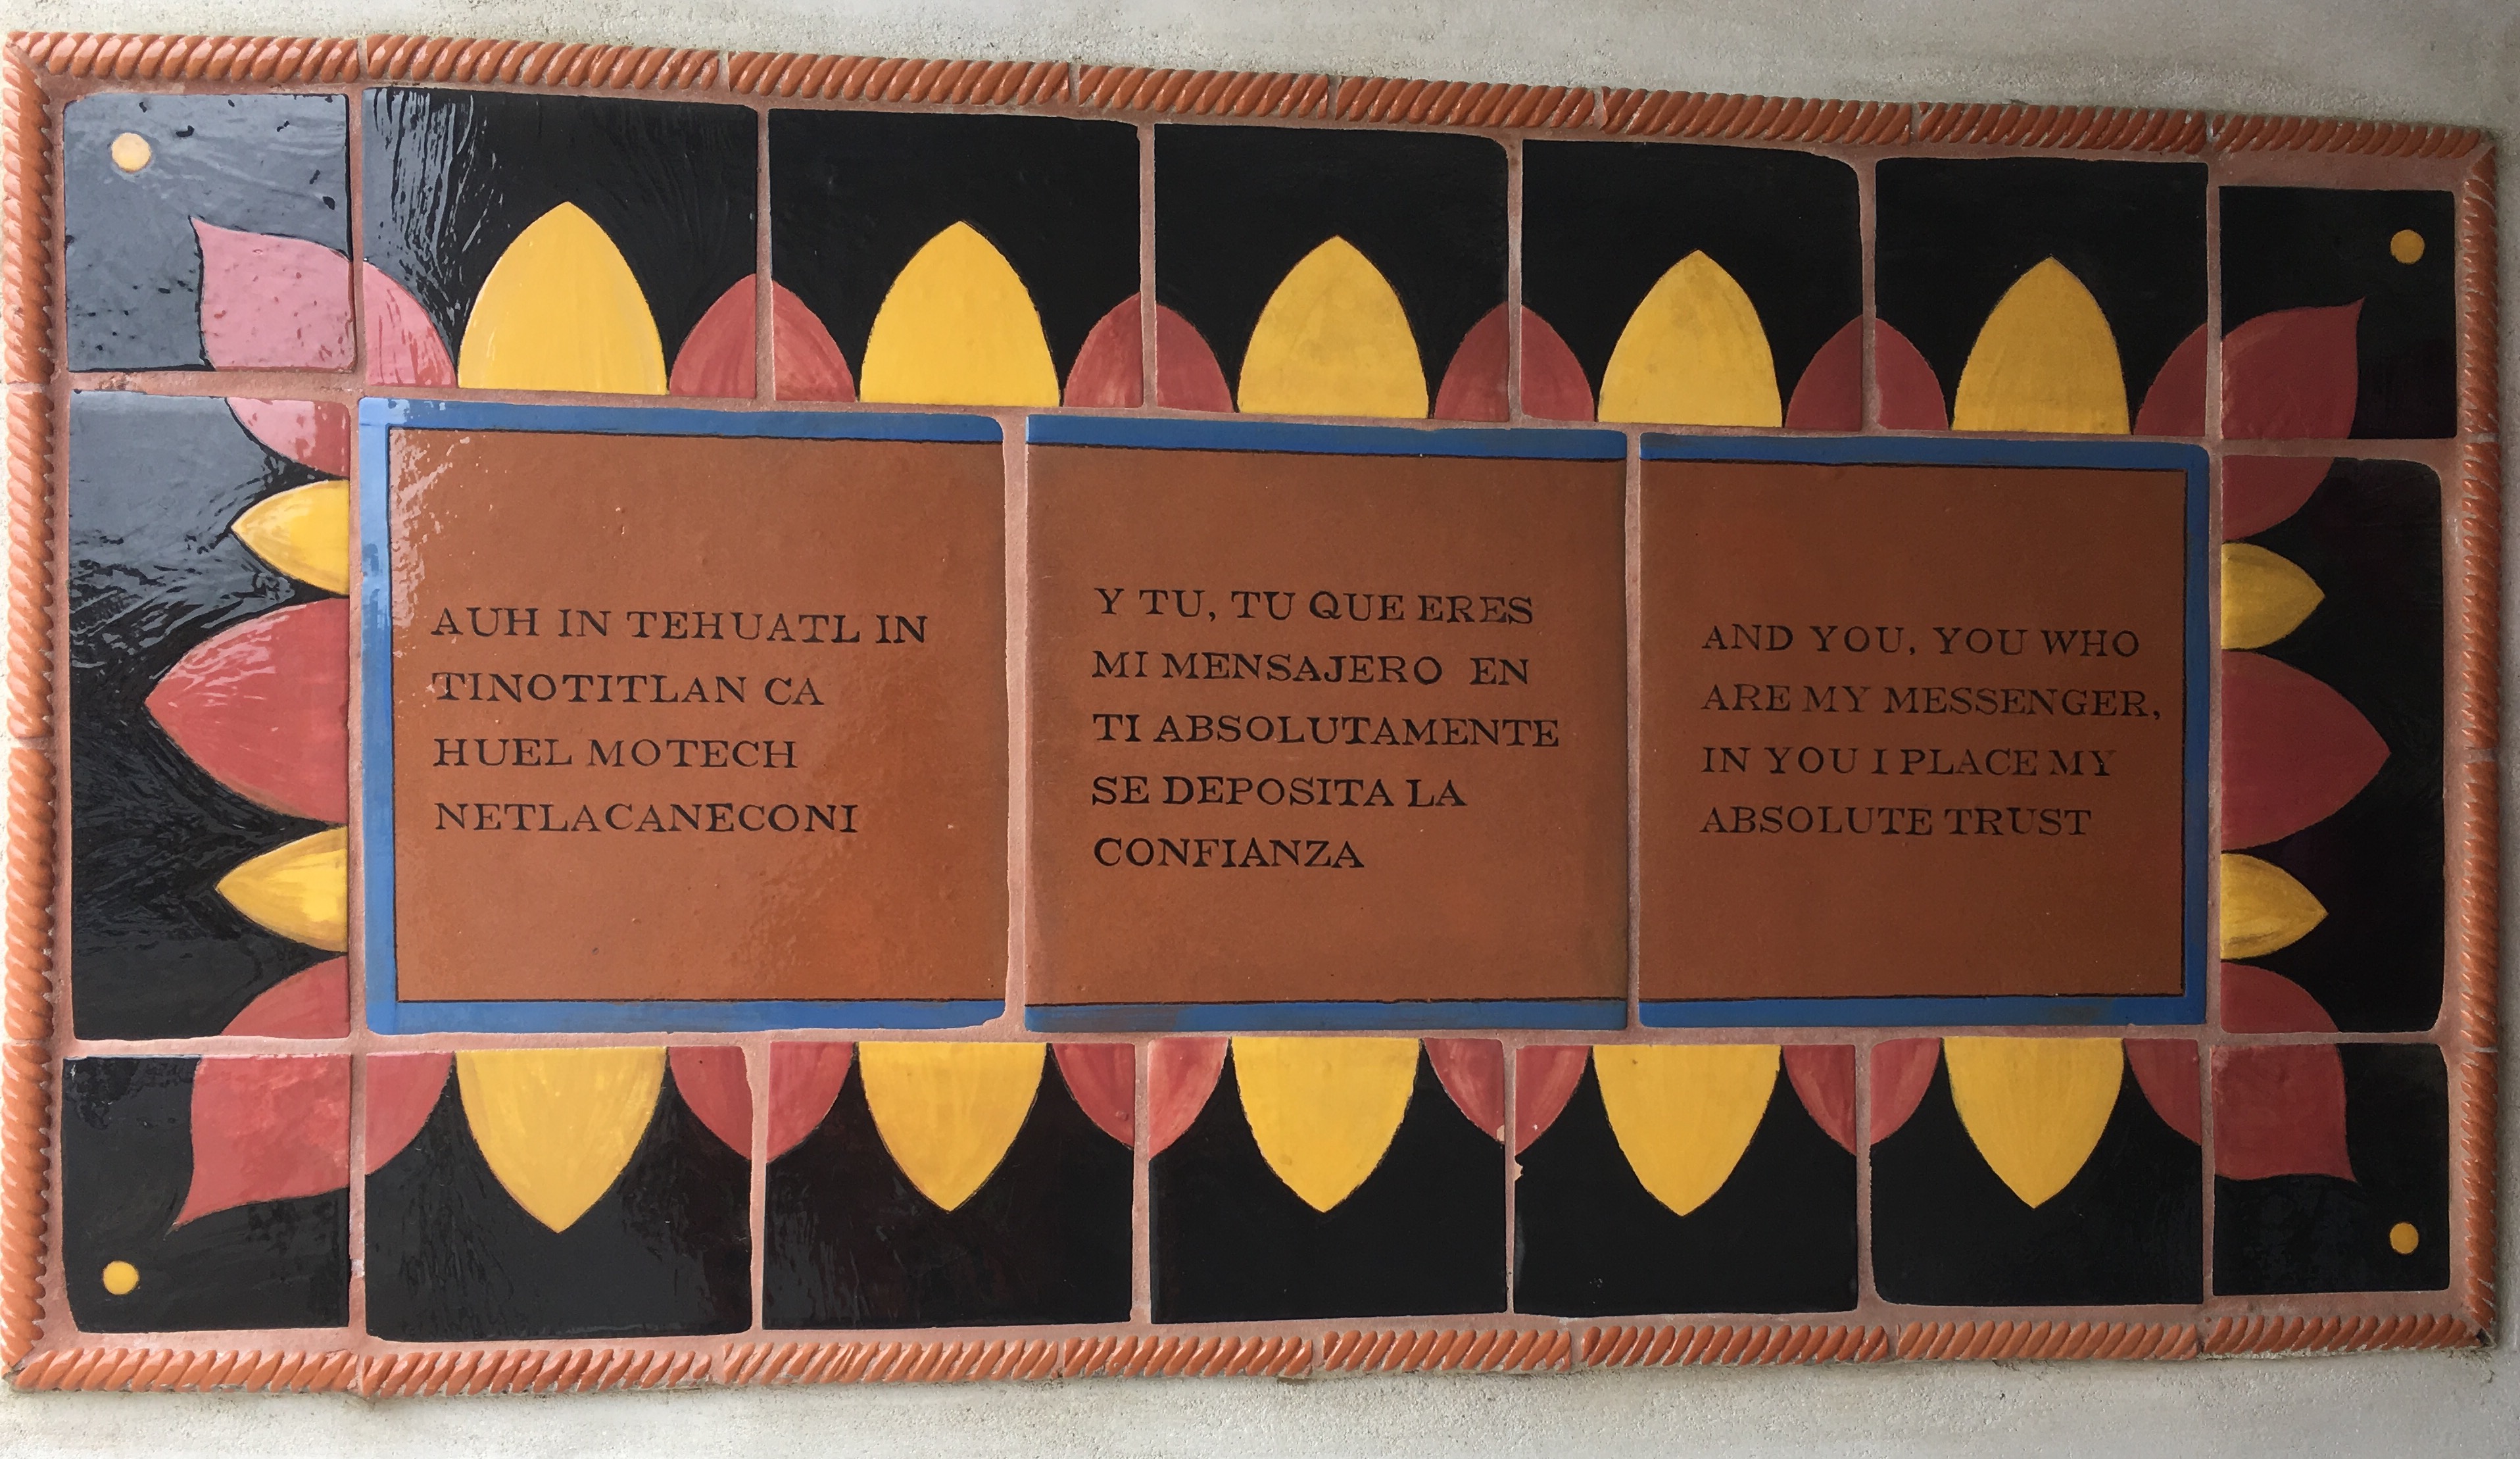 AUH IN TEHUATL IN
TINOTITLAN CA
HUEL MOTECH
NETLACANECONI
Y TU, TU QUE ERES
MI MENSAJERO EN
TI ABSOLUTAMENTE
SE DEPOSITA LA
CONFIANZA
AND YOU, YOU WHO
ARE MY MESSENGER,
IN YOU I PLACE MY
ABSOLUTE TRUST